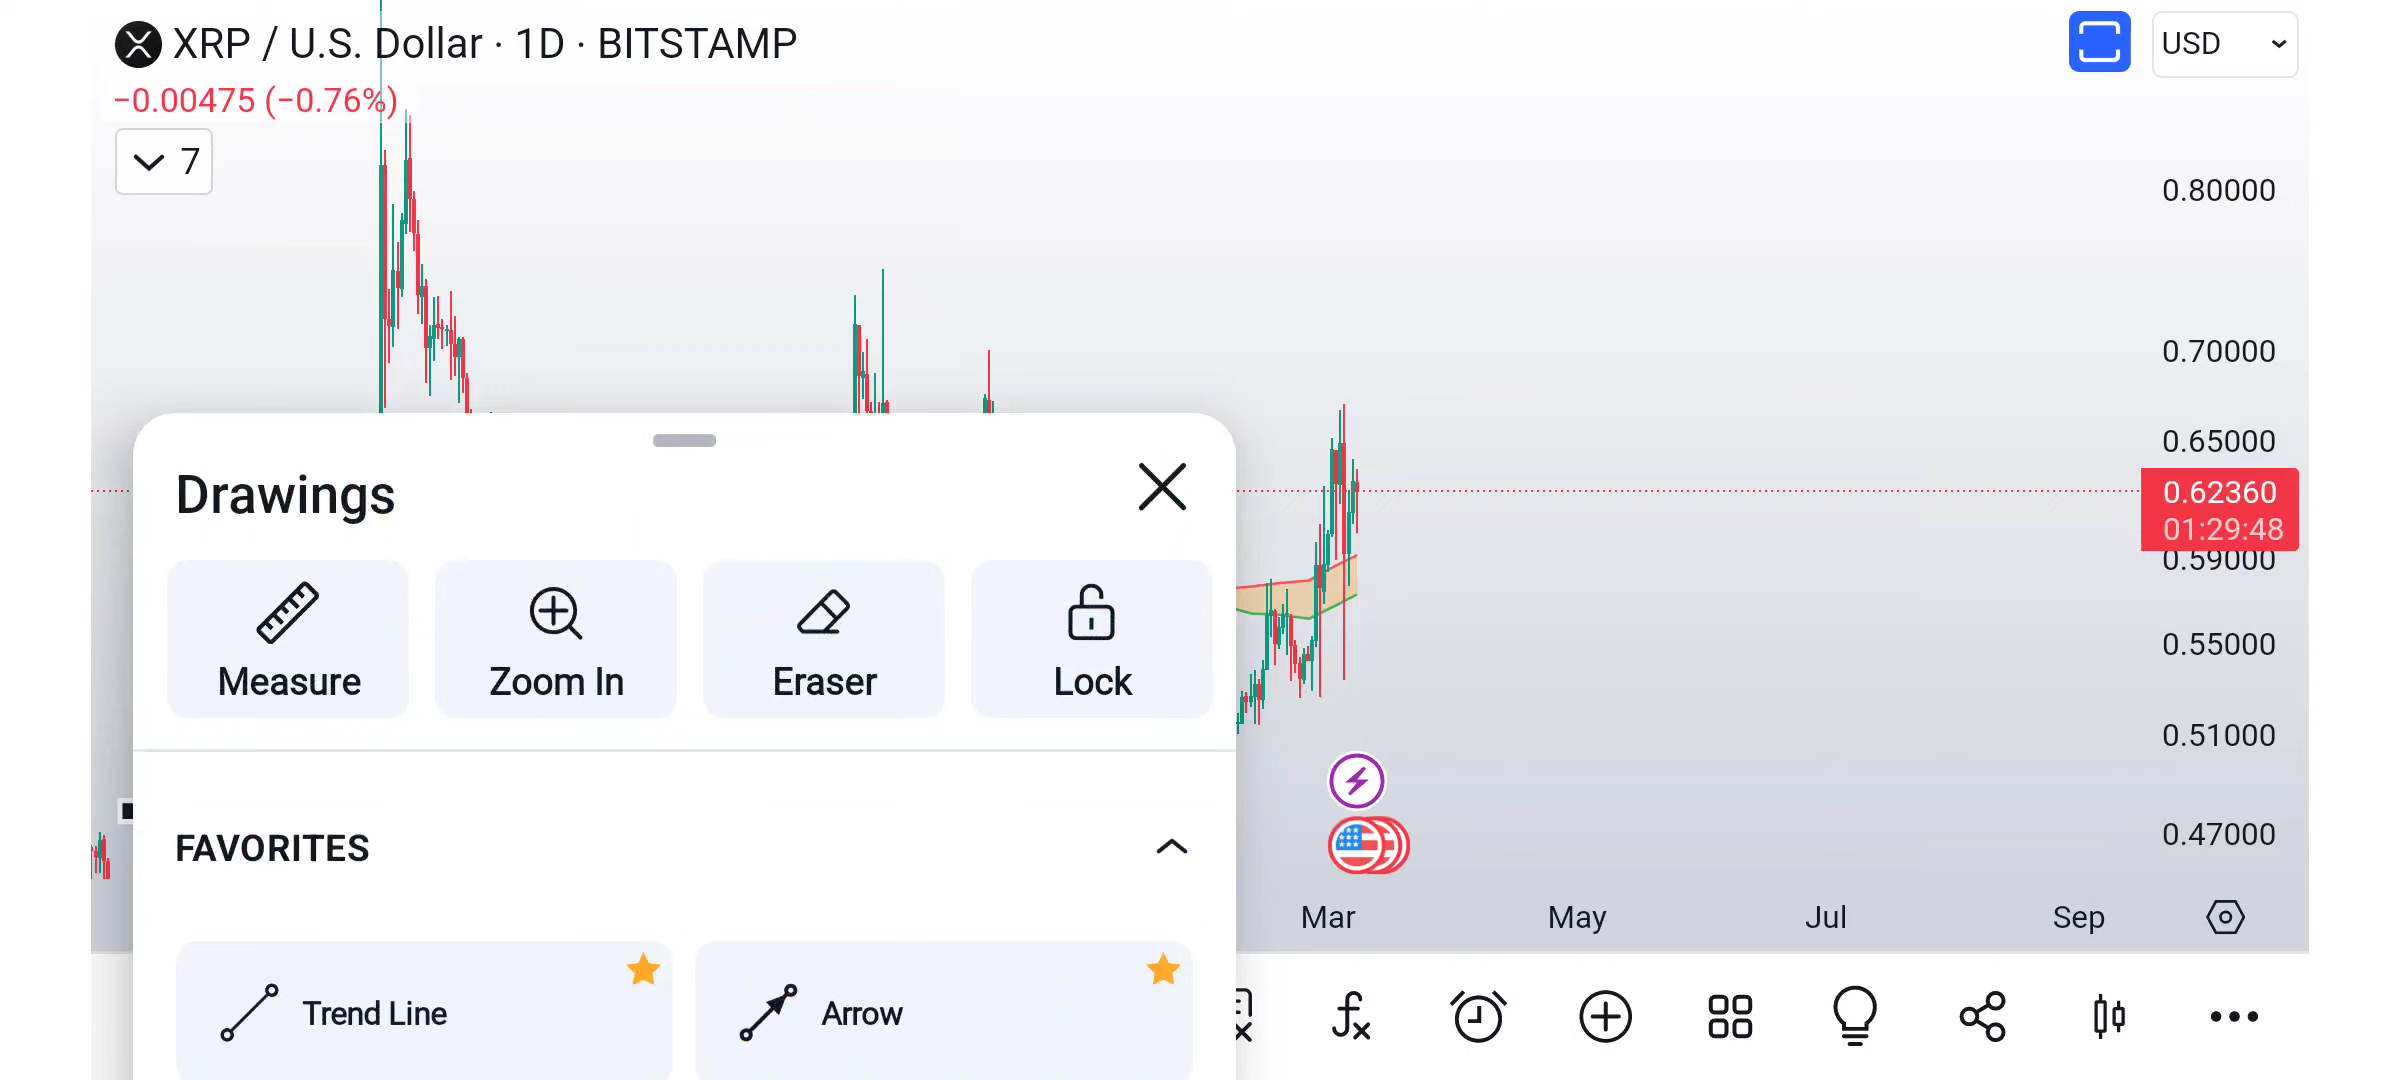 XRP / U.S. Dollar · 1D · BITSTAMP
−0.00475 (−0.76%)
7
USD
0.80000
0.70000
0.65000
0.62360
01:29:48
0.59000
0.55000
0.51000
0.47000
Mar May Jul Sep
Drawings
Measure Zoom In Eraser Lock
FAVORITES
Trend Line Arrow